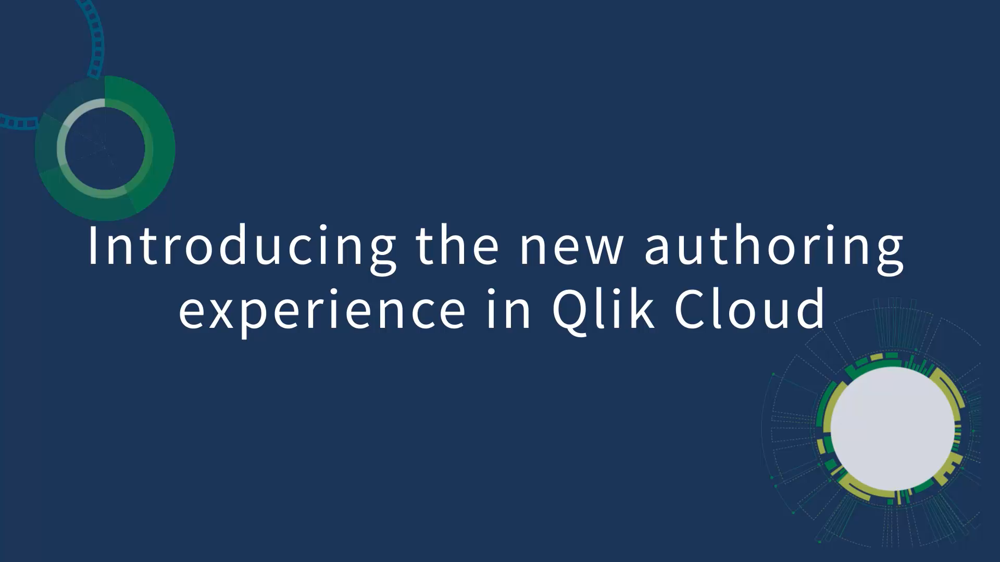 Introducing the new authoring
experience in Qlik Cloud